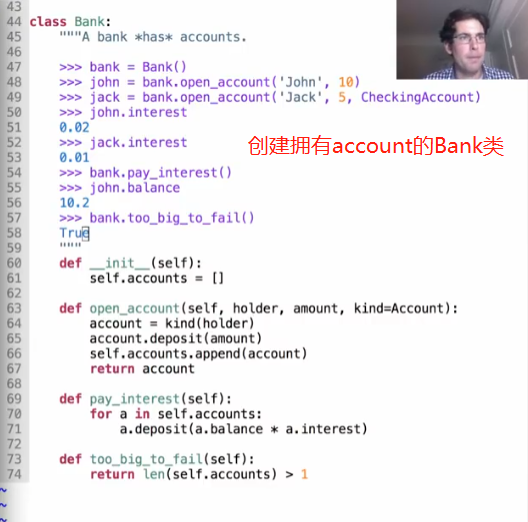 43
44 class Bank:
45     """A bank *has* accounts.
46
47     >>> bank = Bank()
48     >>> john = bank.open_account('John', 10)
49     >>> jack = bank.open_account('Jack', 5, CheckingAccount)
50     >>> john.interest
51     0.02
52     >>> jack.interest
53     0.01
54     >>> bank.pay_interest()
55     >>> john.balance
56     10.2
57     >>> bank.too_big_to_fail()
58     True
59     """
创建拥有account的Bank类
60     def __init__(self):
61         self.accounts = []
62
63     def open_account(self, holder, amount, kind=Account):
64         account = kind(holder)
65         account.deposit(amount)
66         self.accounts.append(account)
67         return account
68
69     def pay_interest(self):
70         for a in self.accounts:
71             a.deposit(a.balance * a.interest)
72
73     def too_big_to_fail(self):
74         return len(self.accounts) > 1
~
~
~